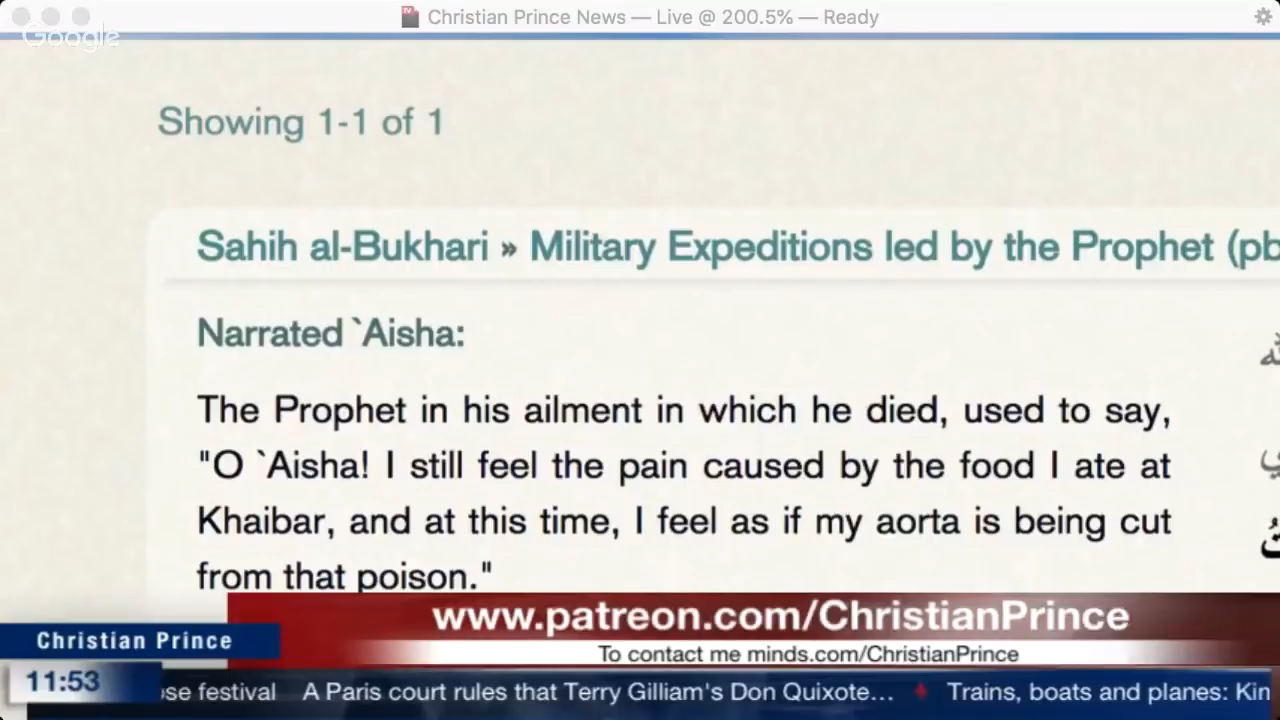 Christian Prince News — Live @ 200.5% — Ready
Google
Showing 1-1 of 1
Sahih al-Bukhari » Military Expeditions led by the Prophet (pb
Narrated `Aisha:
The Prophet in his ailment in which he died, used to say,
"O `Aisha! I still feel the pain caused by the food I ate at
Khaibar, and at this time, I feel as if my aorta is being cut
from that poison."
www.patreon.com/ChristianPrince
Christian Prince
To contact me minds.com/ChristianPrince
11:53
ose festival A Paris court rules that Terry Gilliam's Don Quixote... Trains, boats and planes: Kin